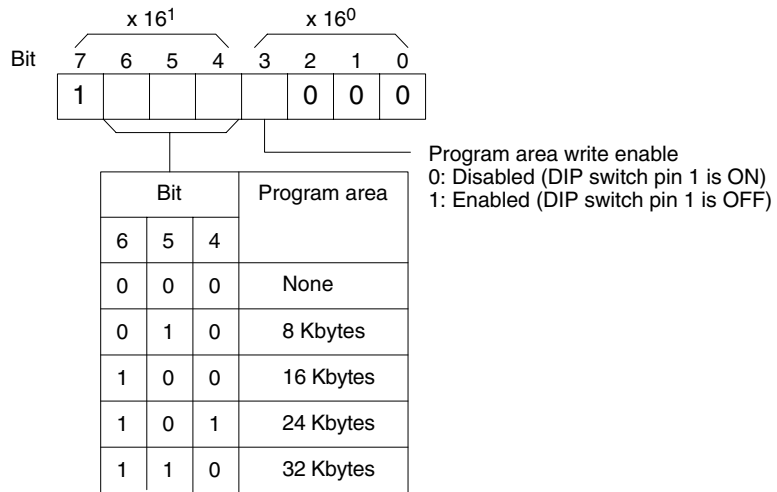 x 16¹ x 16⁰
Bit 7 6 5 4 3 2 1 0
1 0 0 0
Program area write enable
0: Disabled (DIP switch pin 1 is ON)
1: Enabled (DIP switch pin 1 is OFF)
Bit Program area
6 5 4
0 0 0 None
0 1 0 8 Kbytes
1 0 0 16 Kbytes
1 0 1 24 Kbytes
1 1 0 32 Kbytes